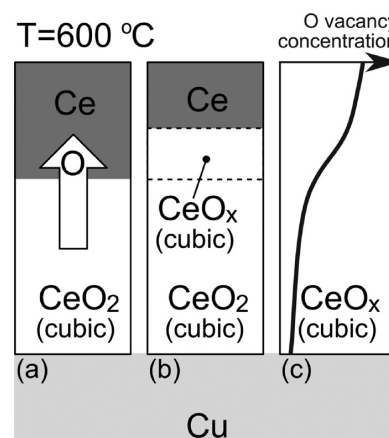 T=600 °C
O vacancy
concentration
Ce
O
CeO2
(cubic)
(a)
Ce
CeOx
(cubic)
CeO2
(cubic)
(b)
CeOx
(cubic)
(c)
Cu